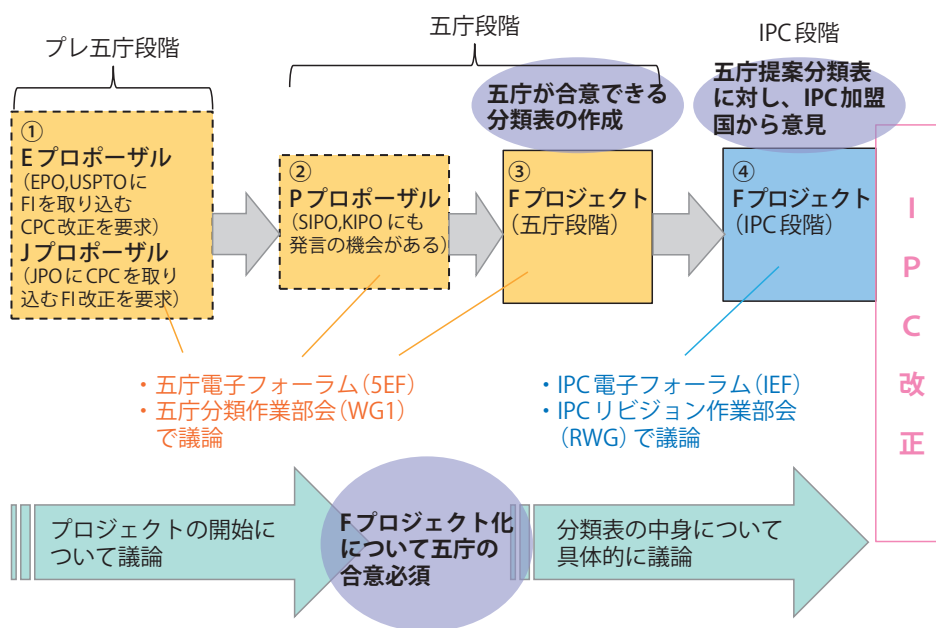 プレ五庁段階
五庁段階
IPC段階
五庁が合意できる
分類表の作成
五庁提案分類表
に対し、IPC加盟
国から意見
①
Eプロポーザル
(EPO,USPTOに
FIを取り込む
CPC改正を要求)
Jプロポーザル
(JPOにCPCを取り
込むFI改正を要求)
②
Pプロポーザル
(SIPO,KIPOにも
発言の機会がある)
③
Fプロジェクト
(五庁段階)
④
Fプロジェクト
(IPC段階)
I
P
C
改
正
・五庁電子フォーラム(5EF)
・五庁分類作業部会(WG1)
で議論
・IPC電子フォーラム(IEF)
・IPCリビジョン作業部会
(RWG)で議論
プロジェクトの開始に
ついて議論
Fプロジェクト化
について五庁の
合意必須
分類表の中身について
具体的に議論